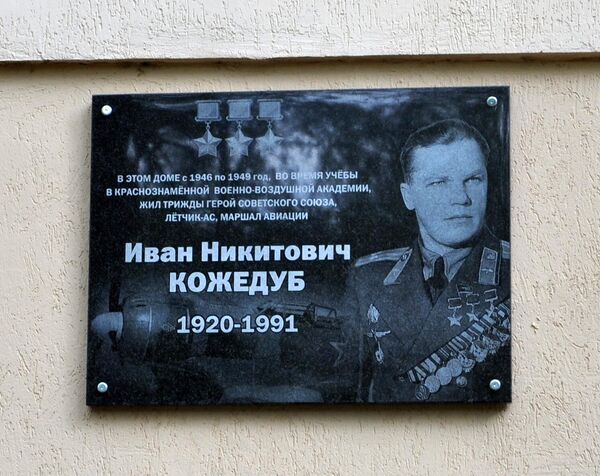 В ЭТОМ ДОМЕ с 1946 по 1949 год, ВО ВРЕМЯ УЧЁБЫ
В КРАСНОЗНАМЁННОЙ ВОЕННО-ВОЗДУШНОЙ АКАДЕМИИ,
ЖИЛ ТРИЖДЫ ГЕРОЙ СОВЕТСКОГО СОЮЗА,
ЛЁТЧИК-АС, МАРШАЛ АВИАЦИИ
Иван Никитович
КОЖЕДУБ
1920-1991